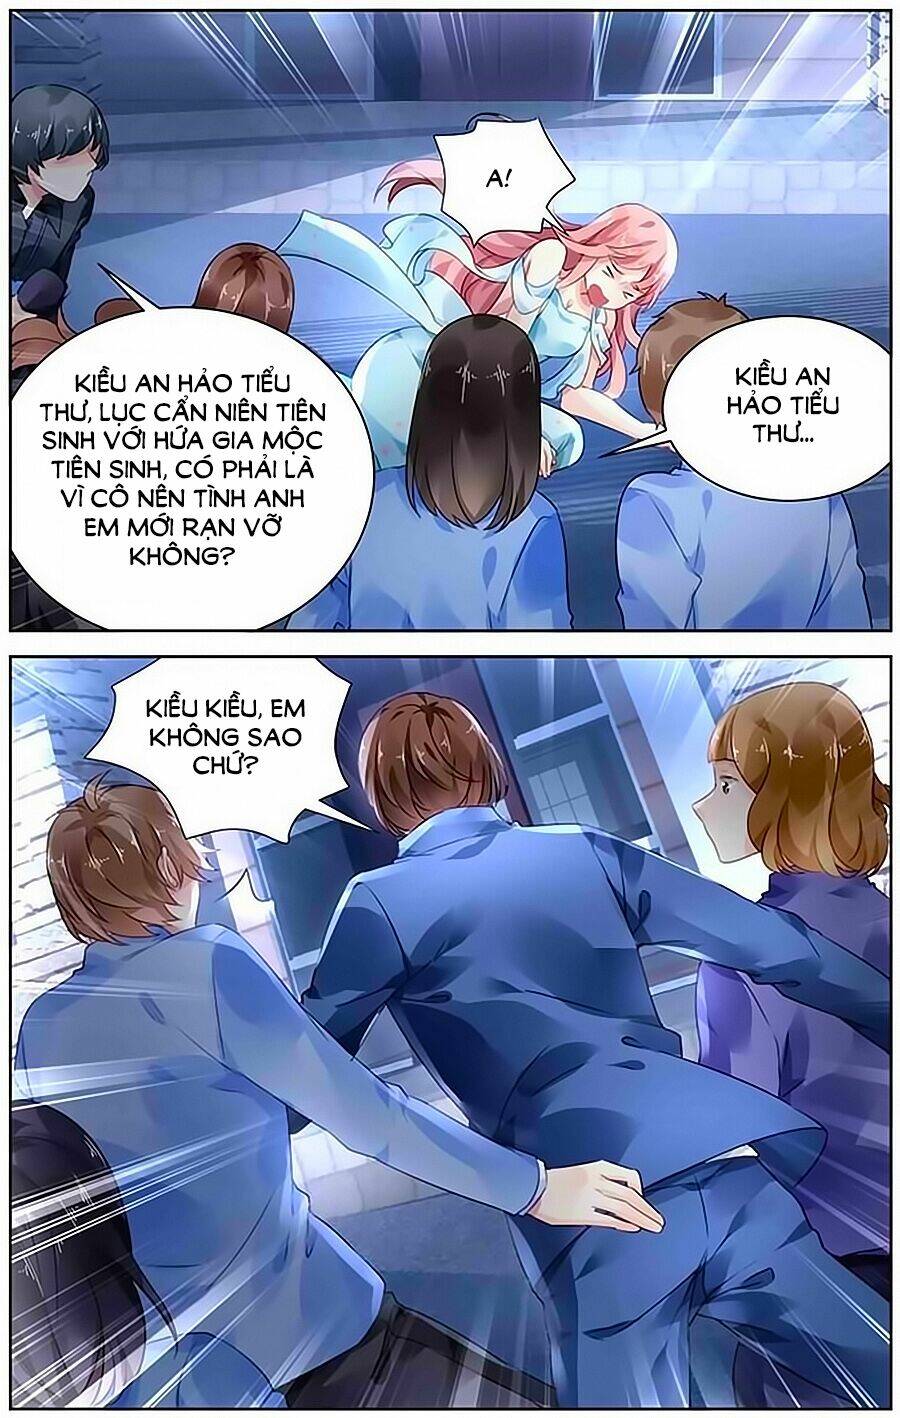 A!
KIỀU AN HẢO TIỂU
THƯ, LỤC CẨN NIÊN TIÊN
SINH VỚI HỨA GIA MỘC
TIÊN SINH, CÓ PHẢI LÀ
VÌ CÔ NÊN TÌNH ANH
EM MỚI RẠN VỠ
KHÔNG?
KIỀU AN
HẢO TIỂU
THƯ...
KIỀU KIỀU, EM
KHÔNG SAO
CHỨ?